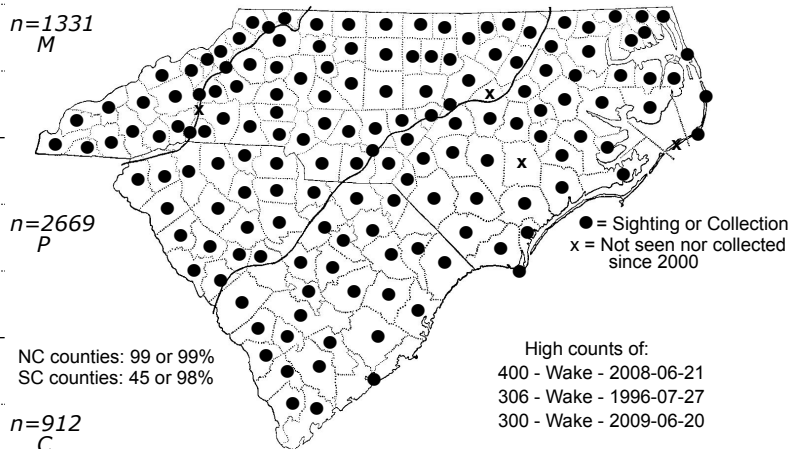 n=1331
M
n=2669
P
n=912
C
x
x
x
x
● = Sighting or Collection
x = Not seen nor collected
since 2000
NC counties: 99 or 99%
SC counties: 45 or 98%
High counts of:
400 - Wake - 2008-06-21
306 - Wake - 1996-07-27
300 - Wake - 2009-06-20